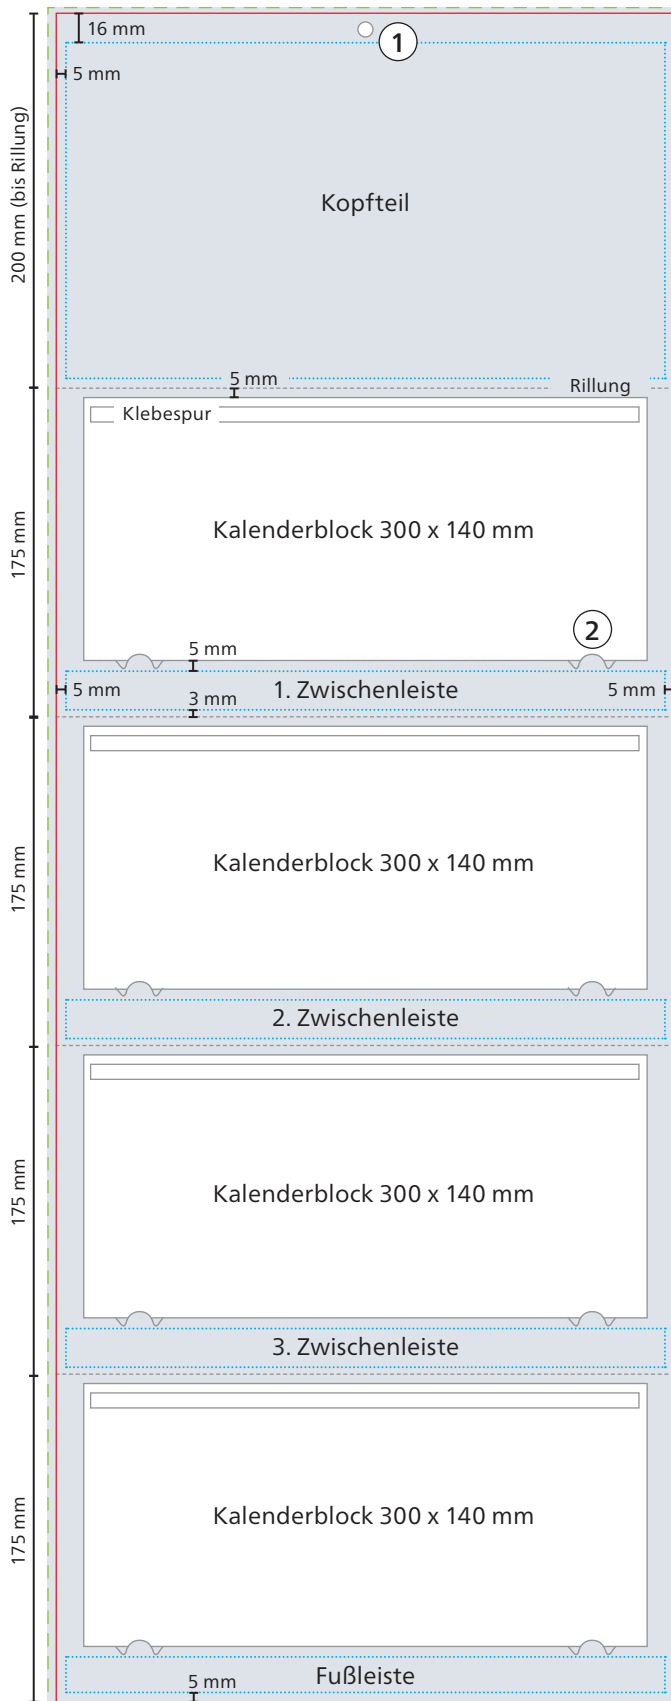 16 mm
1
5 mm
200 mm (bis Rillung)
Kopfteil
5 mm
Rillung
Klebespur
175 mm
Kalenderblock 300 x 140 mm
2
5 mm
5 mm
1. Zwischenleiste
5 mm
3 mm
175 mm
Kalenderblock 300 x 140 mm
2. Zwischenleiste
175 mm
Kalenderblock 300 x 140 mm
3. Zwischenleiste
175 mm
Kalenderblock 300 x 140 mm
Fußleiste
5 mm